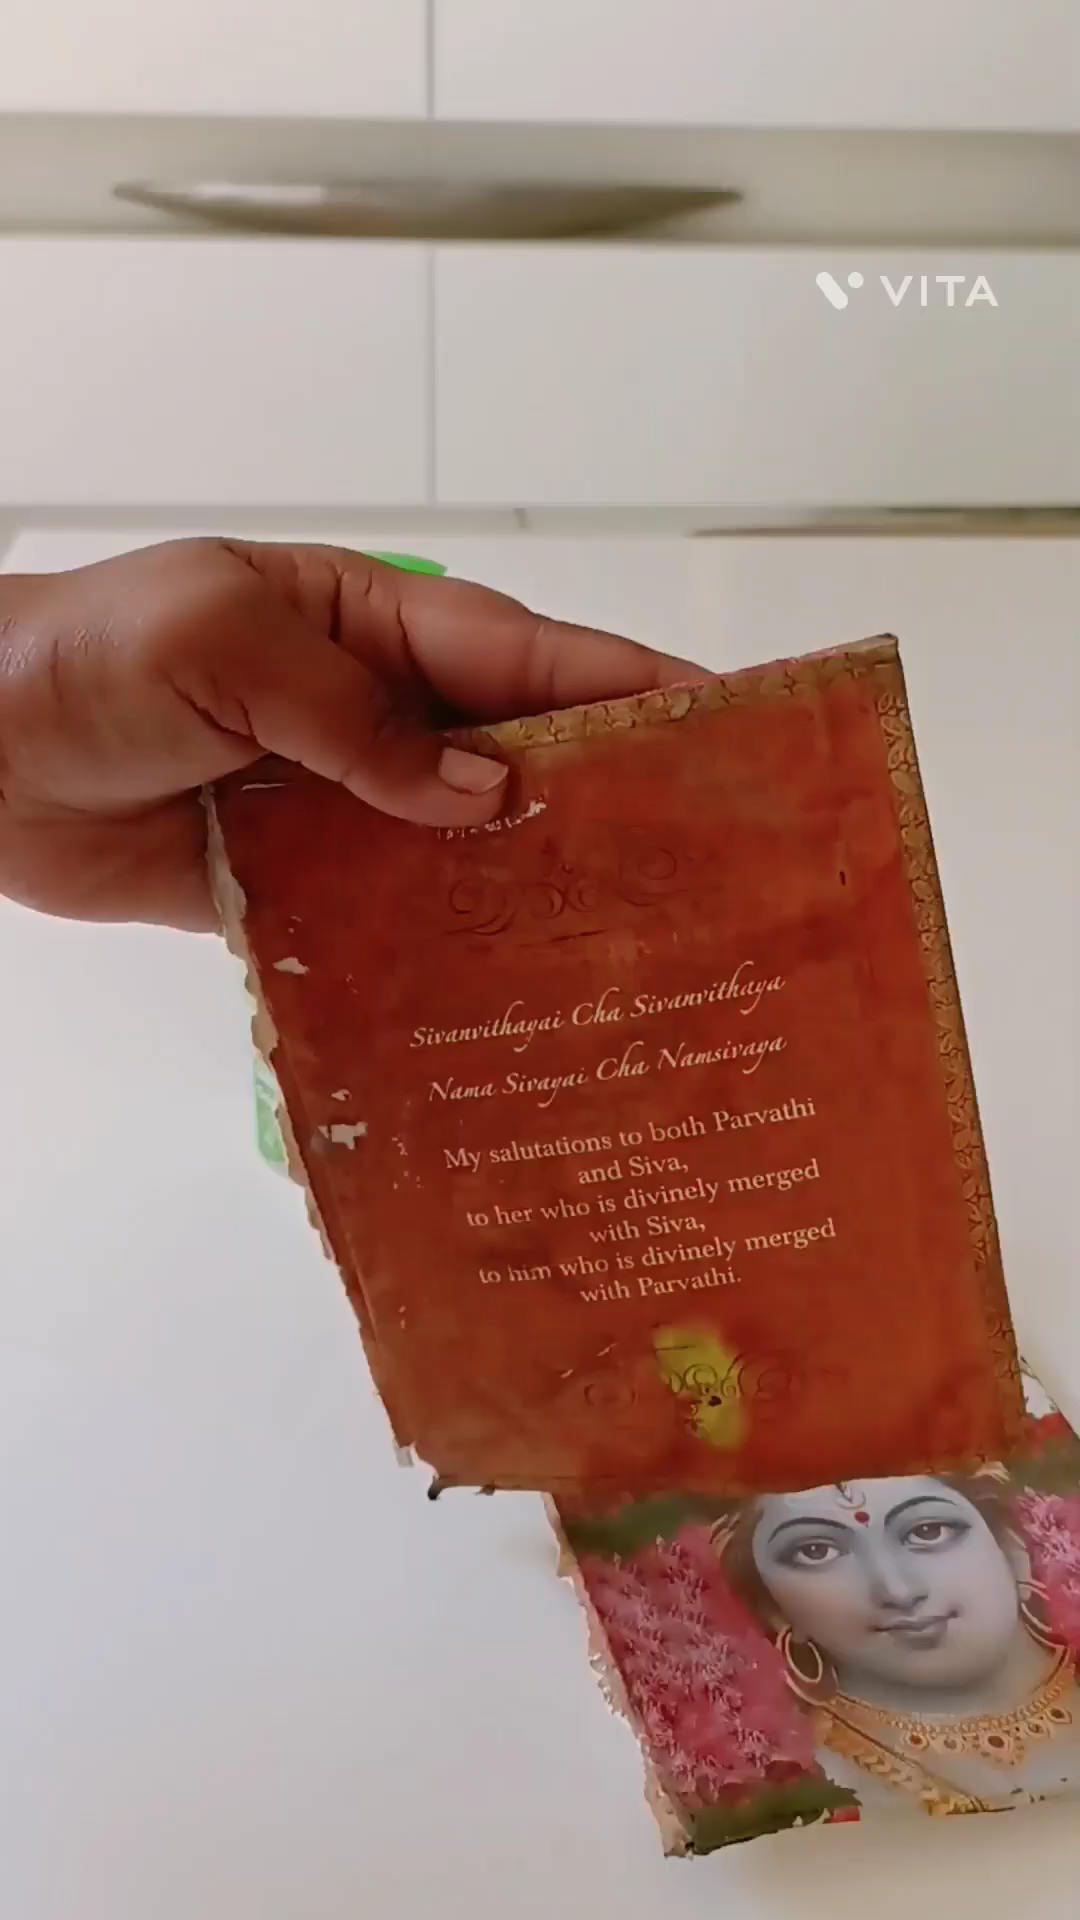 VITA
Sivanvithayai Cha Sivanvithaya
Nama Sivayai Cha Namsivaya
My salutations to both Parvathi
and Siva,
to her who is divinely merged
with Siva,
to him who is divinely merged
with Parvathi.